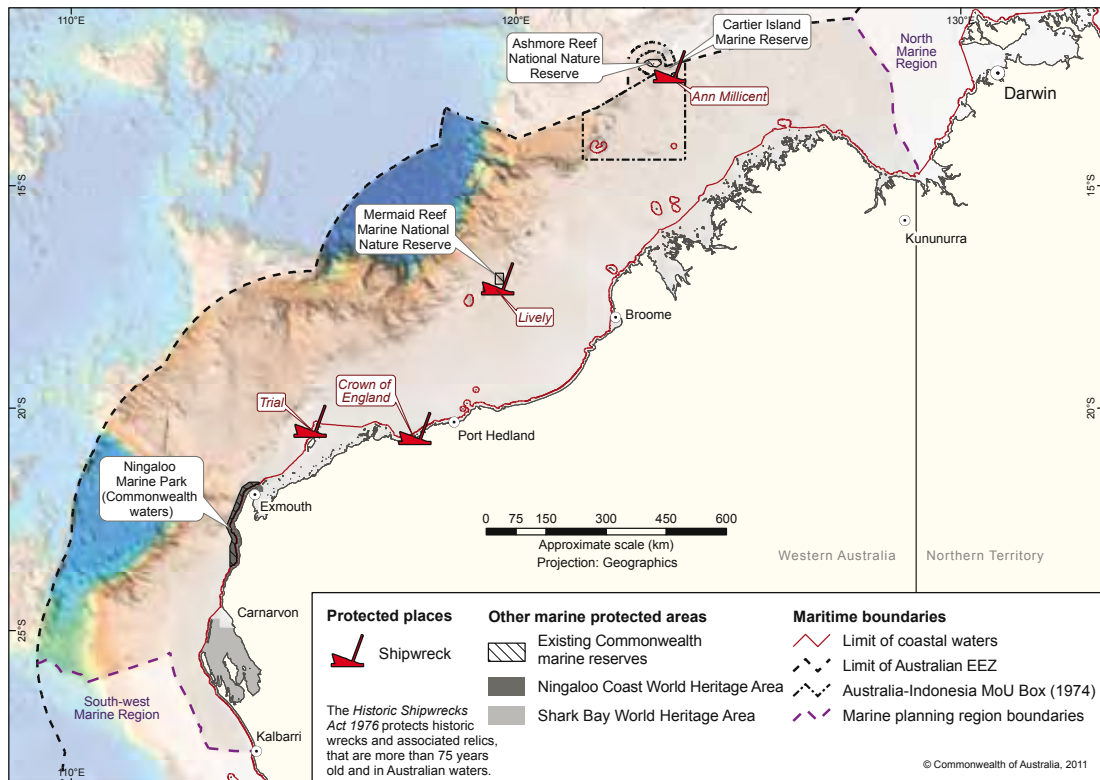 110°E
120°E
130°E
Ashmore Reef
National Nature
Reserve
Cartier Island
Marine Reserve
North
Marine
Region
Darwin
Ann Millicent
15°S
15°S
Mermaid Reef
Marine National
Nature Reserve
Kununurra
Lively
Broome
20°S
20°S
Trial
Crown of
England
Port Hedland
Ningaloo
Marine Park
(Commonwealth
waters)
Exmouth
0 75 150 300 450 600
Approximate scale (km)
Projection: Geographics
Western Australia
Northern Territory
Carnarvon
25°S
South-west
Marine Region
Kalbarri
110°E
Protected places
Shipwreck
The Historic Shipwrecks
Act 1976 protects historic
wrecks and associated relics,
that are more than 75 years
old and in Australian waters.
Other marine protected areas
Existing Commonwealth
marine reserves
Ningaloo Coast World Heritage Area
Shark Bay World Heritage Area
Maritime boundaries
Limit of coastal waters
Limit of Australian EEZ
Australia-Indonesia MoU Box (1974)
Marine planning region boundaries
© Commonwealth of Australia, 2011